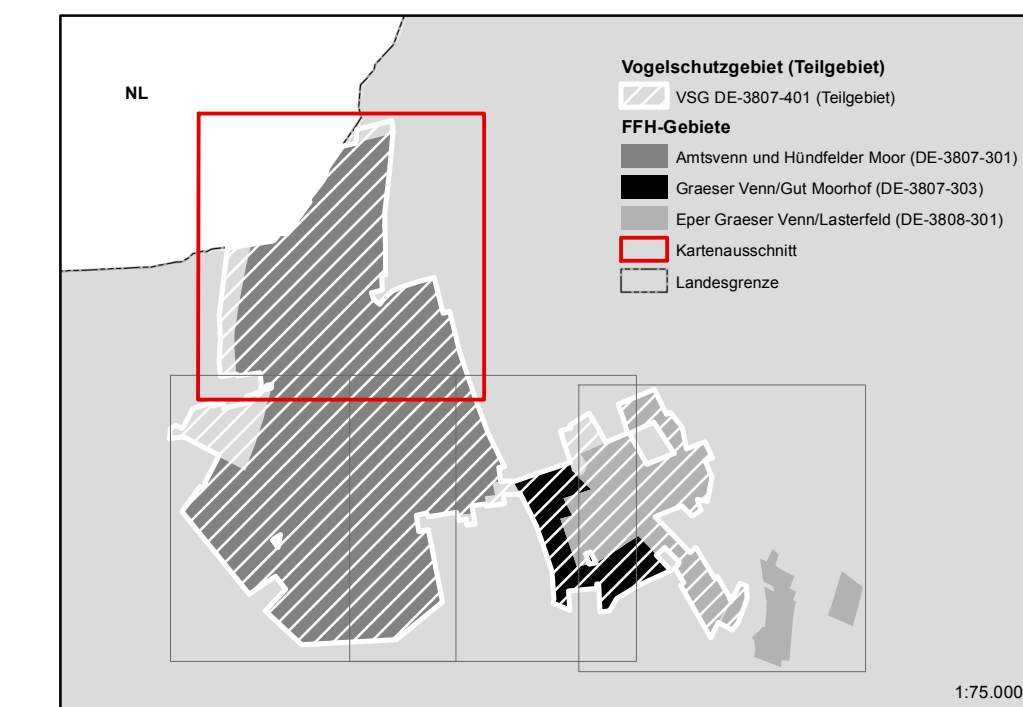 NL
Vogelschutzgebiet (Teilgebiet)
VSG DE-3807-401 (Teilgebiet)
FFH-Gebiete
Amtsvenn und Hündfelder Moor (DE-3807-301)
Graeser Venn/Gut Moorhof (DE-3807-303)
Eper Graeser Venn/Lasterfeld (DE-3808-301)
Kartenausschnitt
Landesgrenze
1:75.000